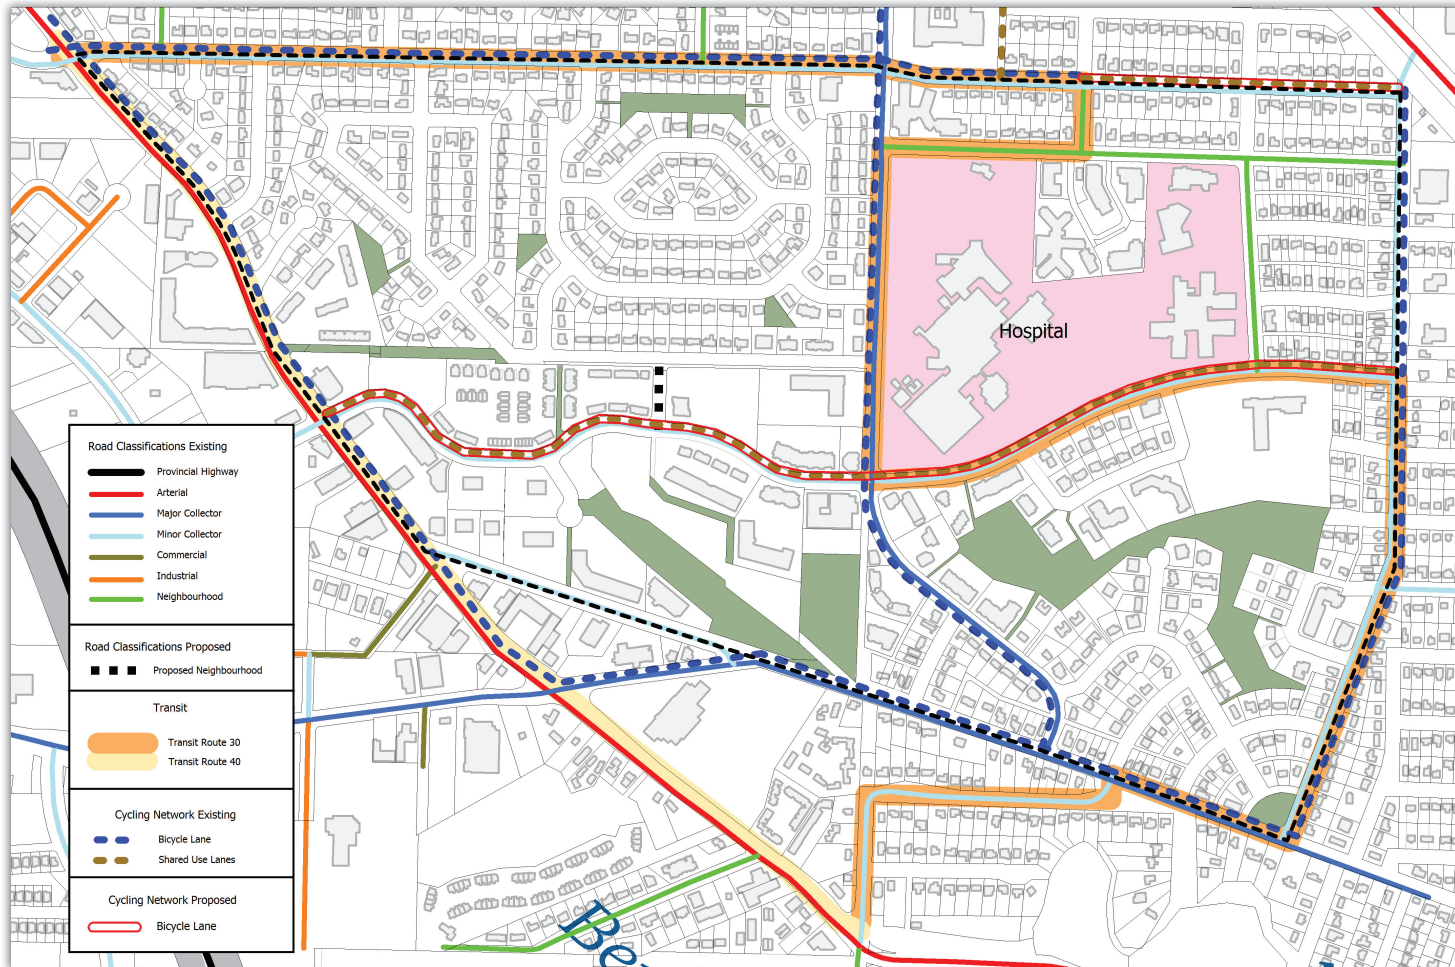 Hospital
Road Classifications Existing
Provincial Highway
Arterial
Major Collector
Minor Collector
Commercial
Industrial
Neighbourhood
Road Classifications Proposed
Proposed Neighbourhood
Transit
Transit Route 30
Transit Route 40
Cycling Network Existing
Bicycle Lane
Shared Use Lanes
Cycling Network Proposed
Bicycle Lane